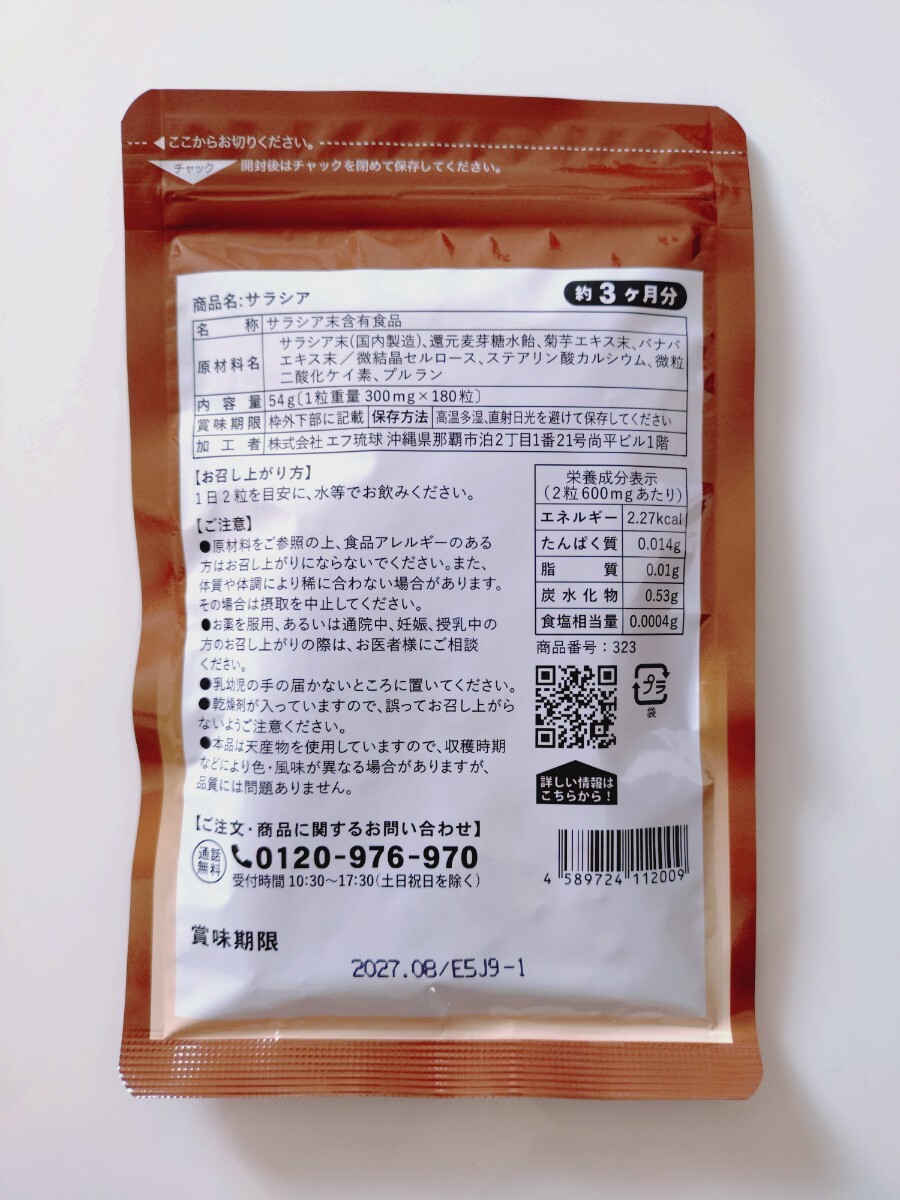 ここからお切りください。
チャック 開封後はチャックを閉めて保存してください。
商品名:サラシア
約3ヶ月分
名称 サラシア末含有食品
原材料名 サラシア末(国内製造)、還元麦芽糖水飴、菊芋エキス末、バナバ
エキス末/微結晶セルロース、ステアリン酸カルシウム、微粒
二酸化ケイ素、プルラン
内容量 54g〔1粒重量 300mg×180粒〕
賞味期限 枠外下部に記載 保存方法 高温多湿、直射日光を避けて保存してください
加工者 株式会社 エフ琉球 沖縄県那覇市泊2丁目1番21号尚平ビル1階
【お召し上がり方】
1日2粒を目安に、水等でお飲みください。
【ご注意】
●原材料をご参照の上、食品アレルギーのある
方はお召し上がりにならないでください。また、
体質や体調により稀に合わない場合があります。
その場合は摂取を中止してください。
●お薬を服用、あるいは通院中、妊娠、授乳中の
方のお召し上がりの際は、お医者様にご相談
ください。
●乳幼児の手の届かないところに置いてください。
●乾燥剤が入っていますので、誤ってお召し上がら
ないようご注意ください。
●本品は天産物を使用していますので、収穫時期
などにより色・風味が異なる場合がありますが、
品質には問題ありません。
栄養成分表示
(2粒600mgあたり)
エネルギー 2.27kcal
たんぱく質 0.014g
脂質 0.01g
炭水化物 0.53g
食塩相当量 0.0004g
商品番号:323
プラ
袋
詳しい情報は
こちらから!
【ご注文・商品に関するお問い合わせ】
通話
無料
0120-976-970
受付時間 10:30〜17:30(土日祝日を除く)
4 589724 112009
賞味期限
2027.08/E5J9-1